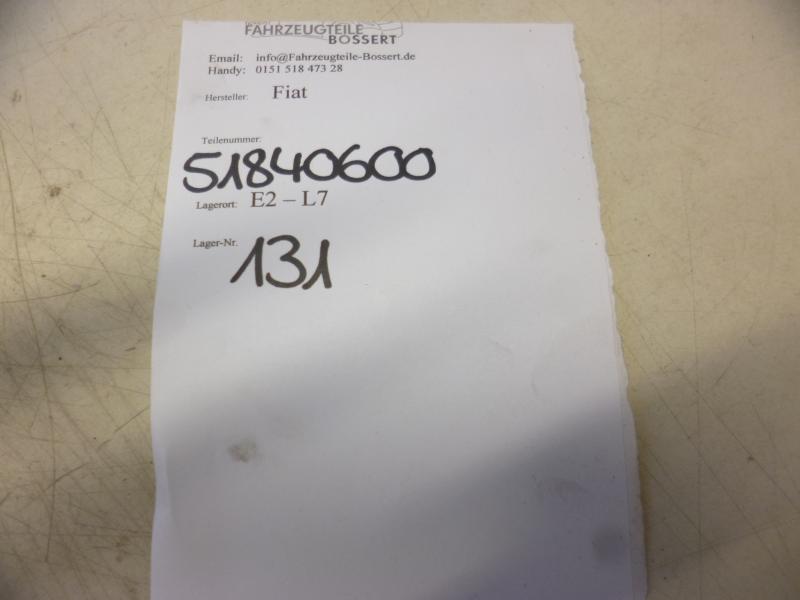 FAHRZEUGTEILE
BOSSERT
Email: info@Fahrzeugteile-Bossert.de
Handy: 0151 518 473 28
Hersteller: Fiat
Teilenummer:
51840600
Lagerort: E2 – L7
Lager-Nr.
131